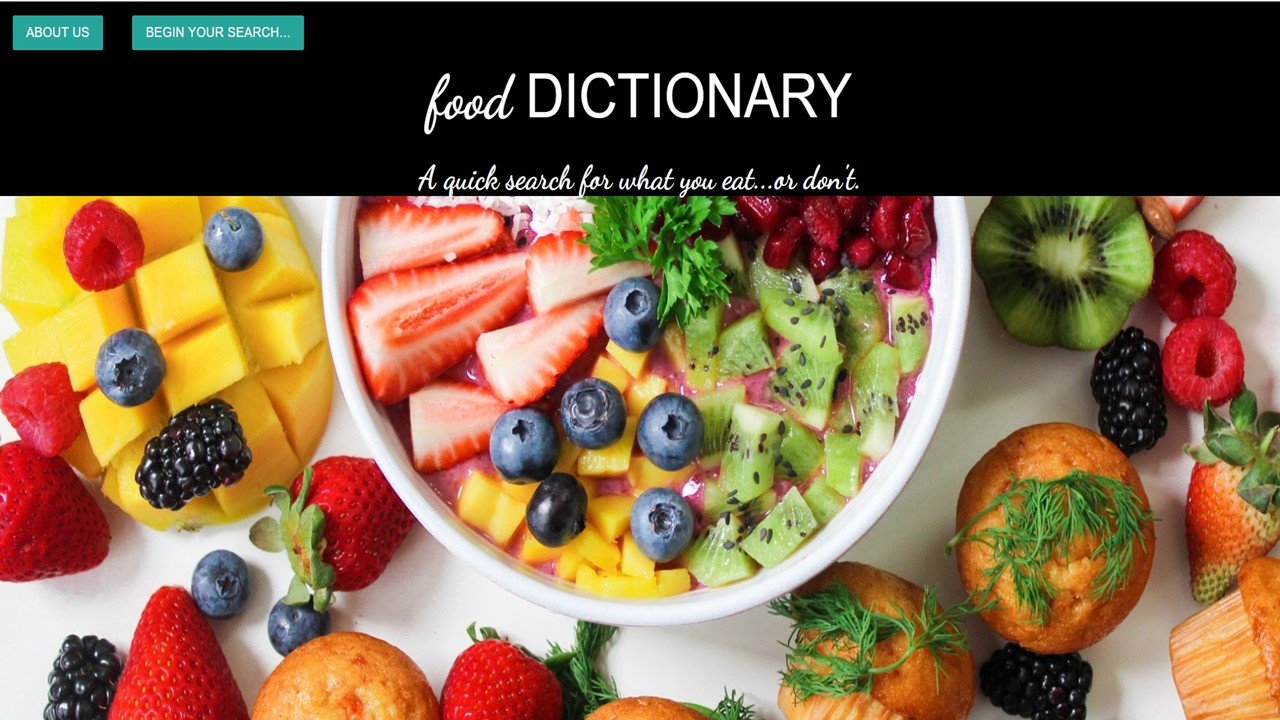 ABOUT US
BEGIN YOUR SEARCH...
food DICTIONARY
A quick search for what you eat...or don't.